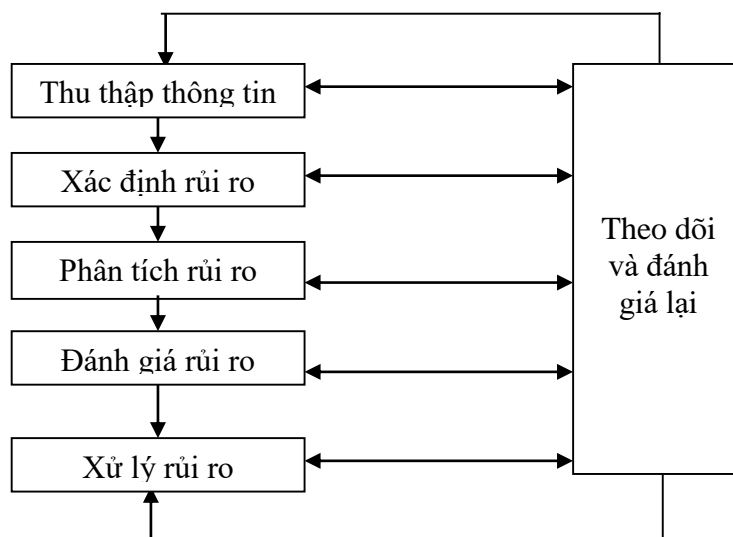 Thu thập thông tin
Xác định rủi ro
Phân tích rủi ro
Đánh giá rủi ro
Xử lý rủi ro
Theo dõi
và đánh
giá lại